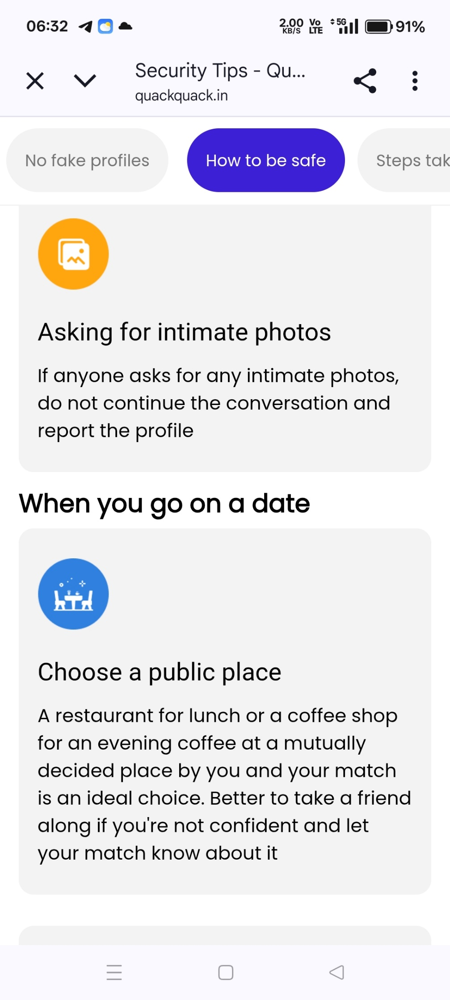 06:32
2.00 KB/S
Vo LTE
5G
91%
Security Tips - Qu...
quackquack.in
No fake profiles
How to be safe
Steps tak
Asking for intimate photos
If anyone asks for any intimate photos,
do not continue the conversation and
report the profile
When you go on a date
Choose a public place
A restaurant for lunch or a coffee shop
for an evening coffee at a mutually
decided place by you and your match
is an ideal choice. Better to take a friend
along if you're not confident and let
your match know about it